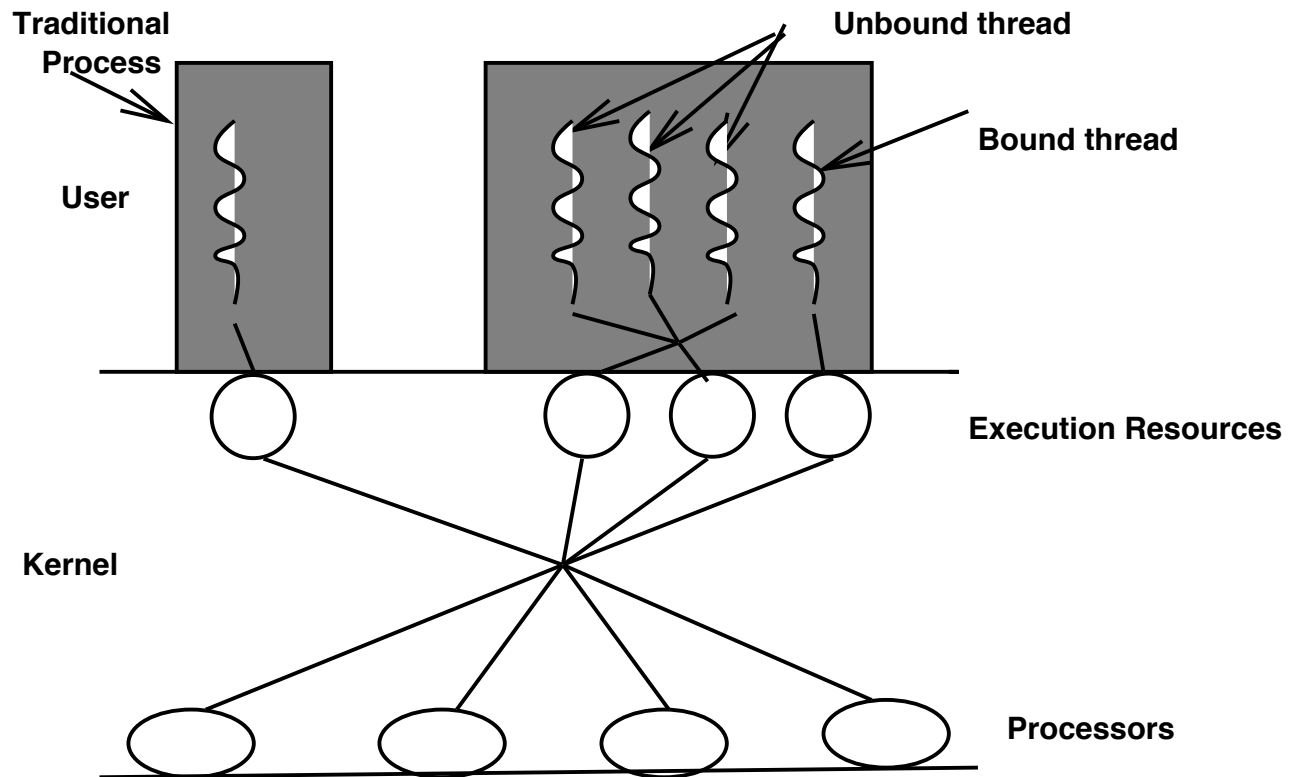 Traditional
Process
Unbound thread
Bound thread
User
Execution Resources
Kernel
Processors